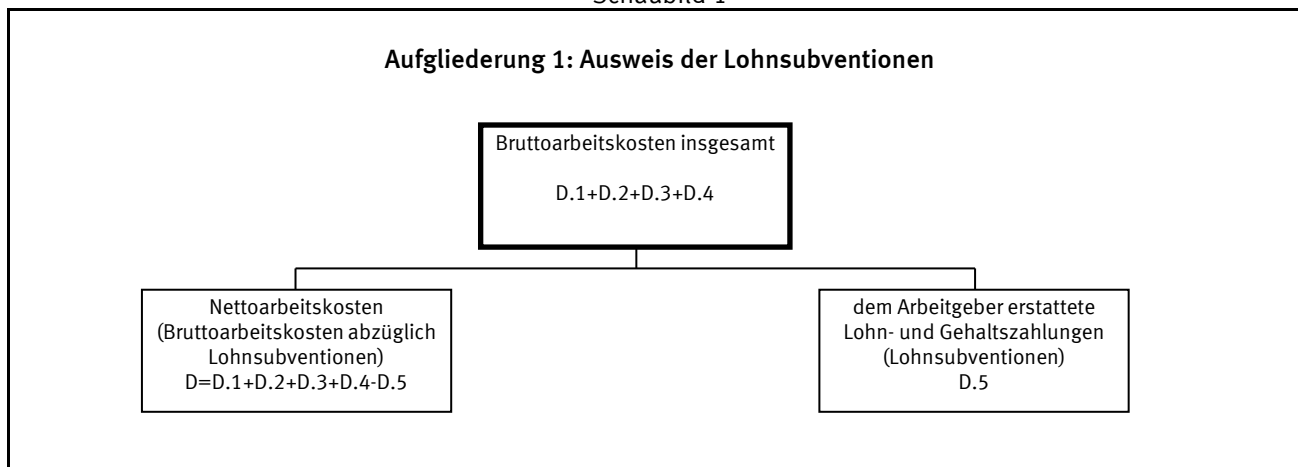 Schaubild 1
Aufgliederung 1: Ausweis der Lohnsubventionen
Bruttoarbeitskosten insgesamt
D.1+D.2+D.3+D.4
Nettoarbeitskosten
(Bruttoarbeitskosten abzüglich
Lohnsubventionen)
D=D.1+D.2+D.3+D.4-D.5
dem Arbeitgeber erstattete
Lohn- und Gehaltszahlungen
(Lohnsubventionen)
D.5